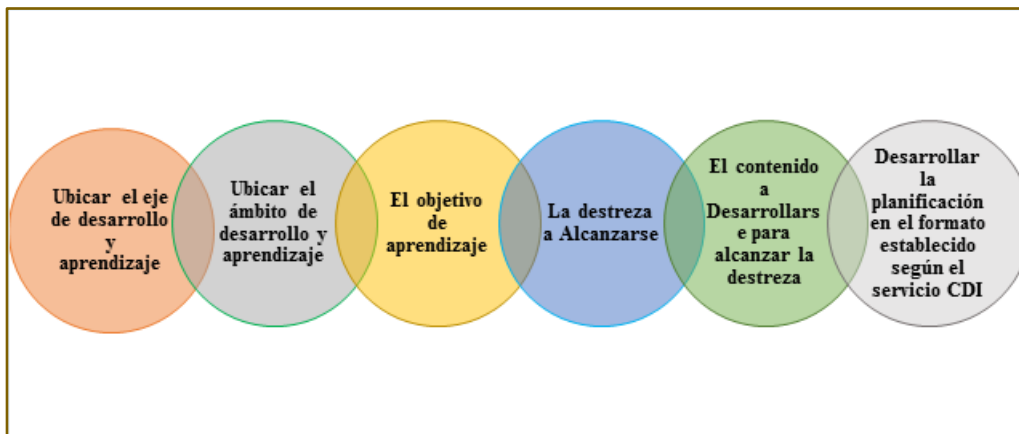 Ubicar el eje
de desarrollo
y
aprendizaje
Ubicar el
ámbito de
desarrollo y
aprendizaje
El objetivo
de
aprendizaje
La destreza
a Alcanzarse
El contenido
a
Desarrollars
e para
alcanzar la
destreza
Desarrollar
la
planificación
en el formato
establecido
según el
servicio CDI